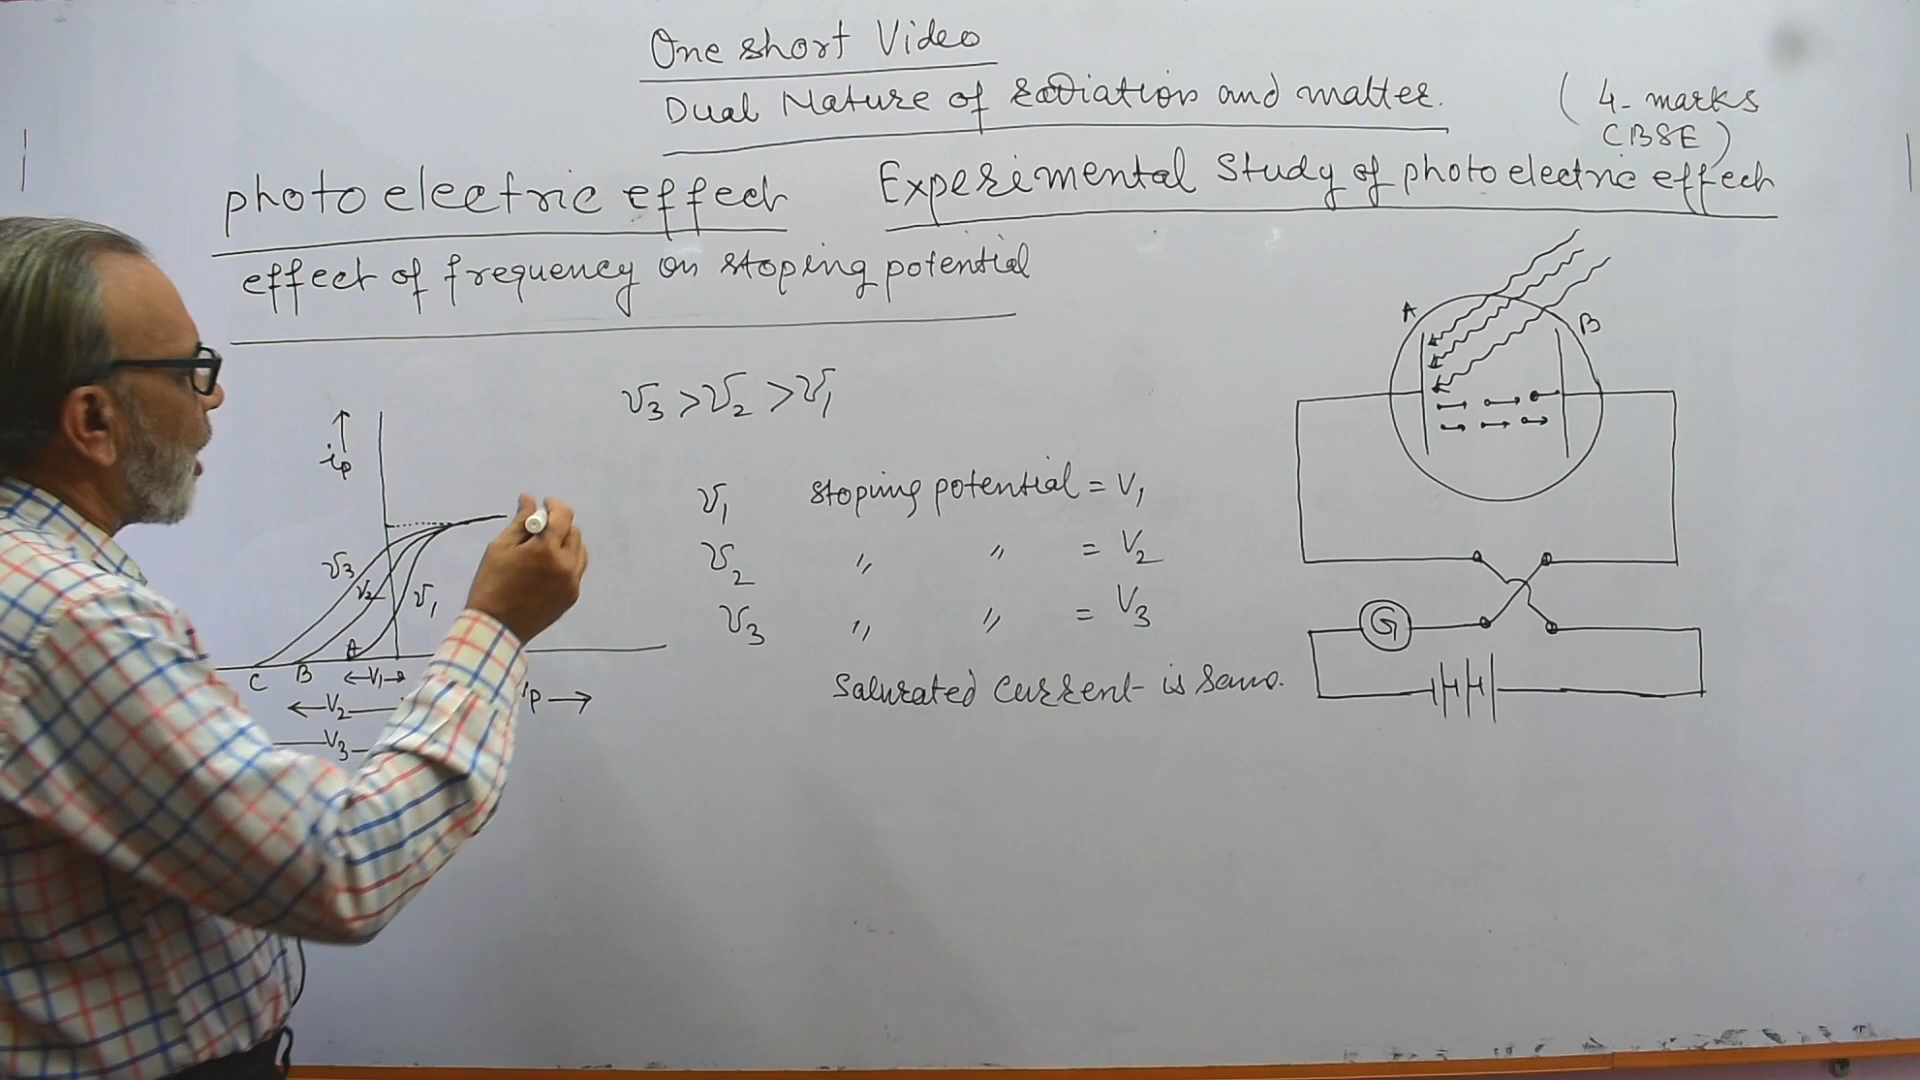 One short Video
Dual Nature of radiation and matter.
( 4- marks
CBSE )
photo electric effect
Experimental Study of photo electric effect
effect of frequency on stoping potential
ν3 > ν2 > ν1
ip
ν1 stoping potential = V1
ν2 〃 〃 = V2
ν3 〃 〃 = V3
Saturated current is same.
ν3
ν2
ν1
C B A
V1
V2
V3
P
A
B
G